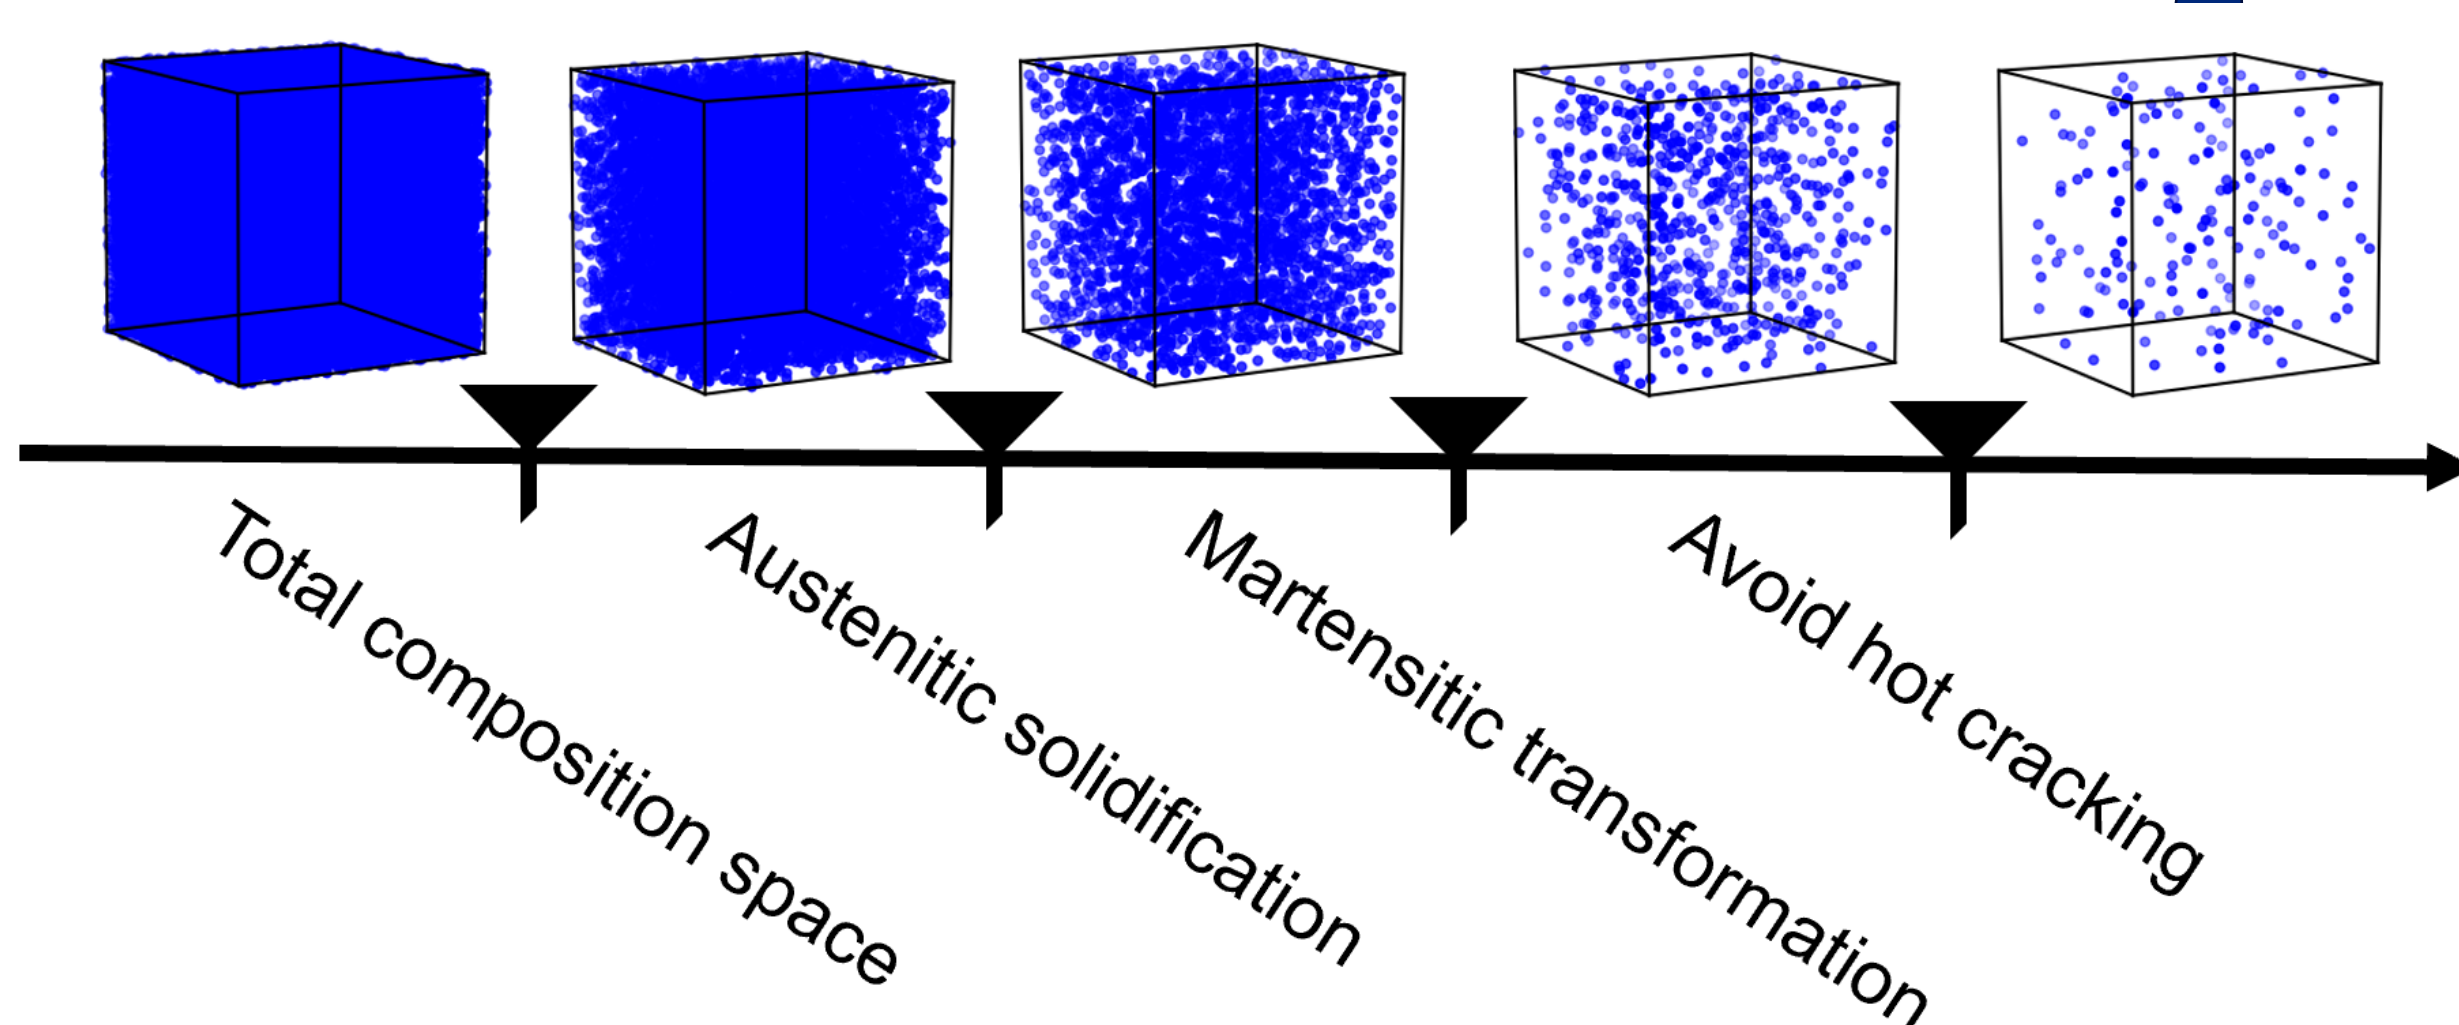 Total composition space
Austenitic solidification
Martensitic transformation
Avoid hot cracking